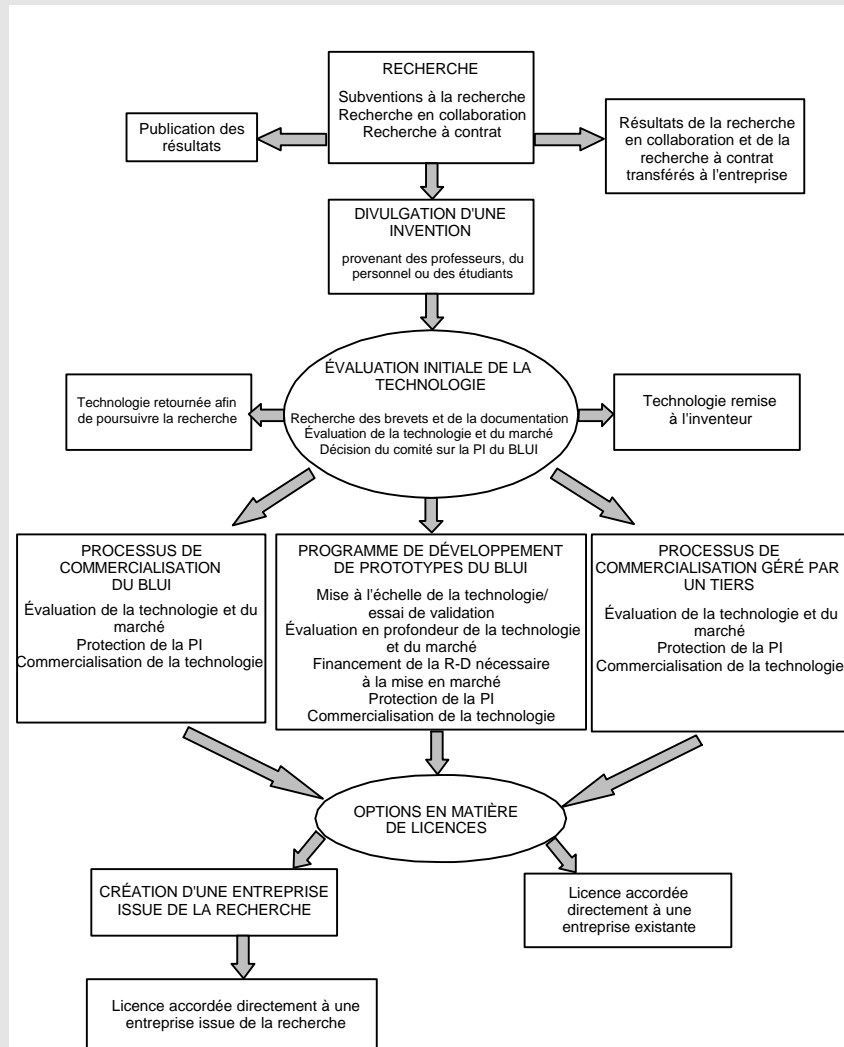 RECHERCHE
Subventions à la recherche
Recherche en collaboration
Recherche à contrat
Publication des
résultats
Résultats de la recherche
en collaboration et de la
recherche à contrat
transférés à l'entreprise
DIVULGATION D'UNE
INVENTION
provenant des professeurs, du
personnel ou des étudiants
ÉVALUATION INITIALE DE LA
TECHNOLOGIE
Recherche des brevets et de la documentation
Évaluation de la technologie et du marché
Décision du comité sur la PI du BLUI
Technologie retournée afin
de poursuivre la recherche
Technologie remise
à l'inventeur
PROCESSUS DE
COMMERCIALISATION
DU BLUI
Évaluation de la technologie et du
marché
Protection de la PI
Commercialisation de la technologie
PROGRAMME DE DÉVELOPPEMENT
DE PROTOTYPES DU BLUI
Mise à l'échelle de la technologie/
essai de validation
Évaluation en profondeur de la technologie
et du marché
Financement de la R-D nécessaire
à la mise en marché
Protection de la PI
Commercialisation de la technologie
PROCESSUS DE
COMMERCIALISATION GÉRÉ PAR
UN TIERS
Évaluation de la technologie et du
marché
Protection de la PI
Commercialisation de la technologie
OPTIONS EN MATIÈRE
DE LICENCES
CRÉATION D'UNE ENTREPRISE
ISSUE DE LA RECHERCHE
Licence accordée
directement à une
entreprise existante
Licence accordée directement à une
entreprise issue de la recherche